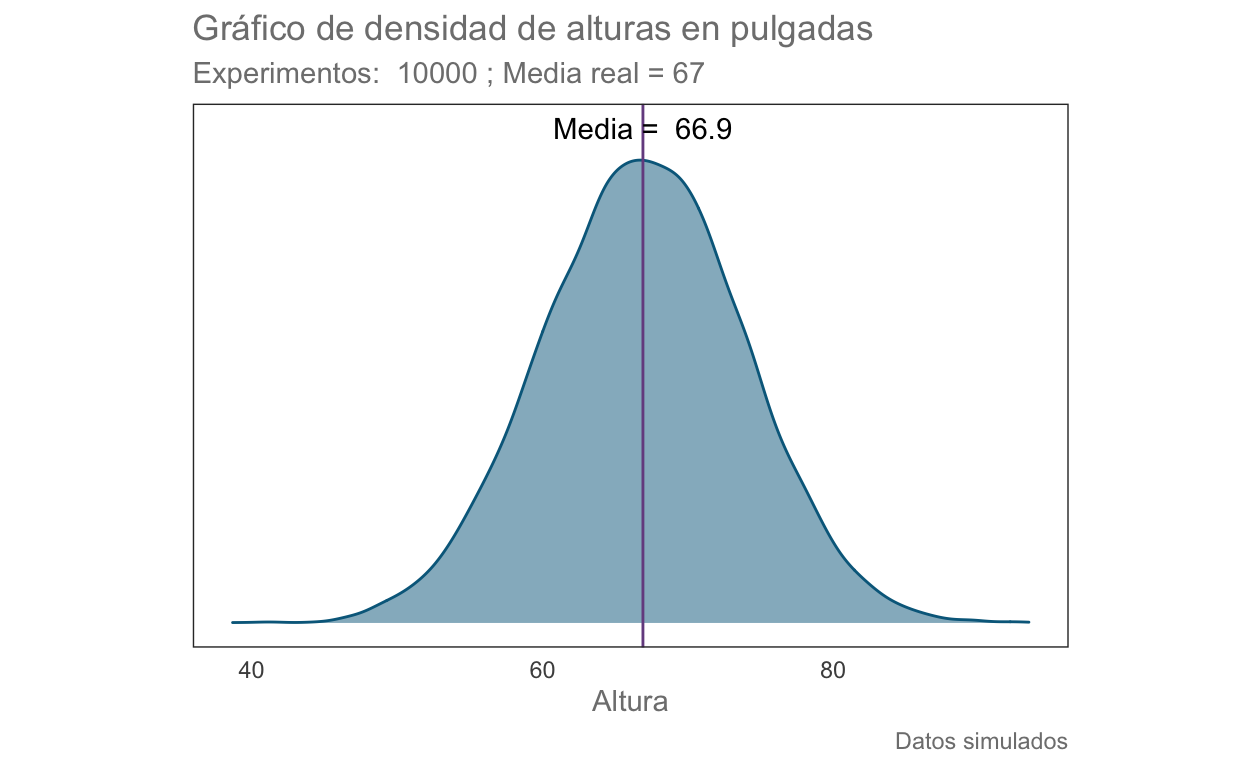 Gráfico de densidad de alturas en pulgadas
Experimentos:  10000 ; Media real = 67
Media =  66.9
40 60 80
Altura
Datos simulados